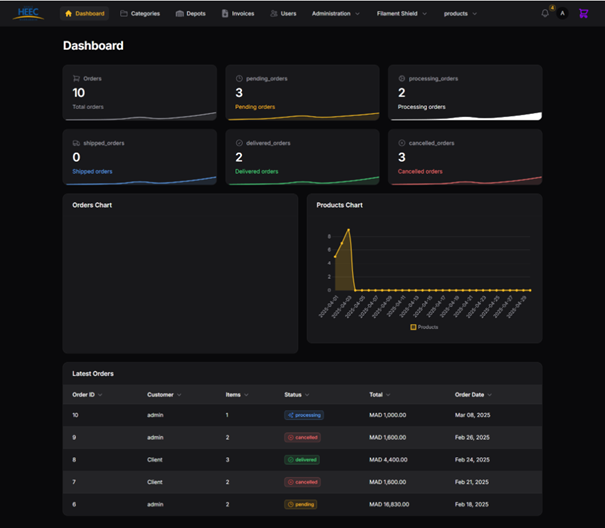 HEEC Dashboard Categories Depots Invoices Users Administration Filament Shield products 4 A
Dashboard
Orders pending_orders processing_orders
10 3 2
Total orders Pending orders Processing orders
shipped_orders delivered_orders cancelled_orders
0 2 3
Shipped orders Delivered orders Cancelled orders
Orders Chart Products Chart
8
6
4
2
0
2025-04-01 2025-04-03 2025-04-05 2025-04-07 2025-04-09 2025-04-11 2025-04-13 2025-04-15 2025-04-17 2025-04-19 2025-04-21 2025-04-23 2025-04-25 2025-04-27 2025-04-29
Products
Latest Orders
Order ID Customer Items Status Total Order Date
10 admin 1 processing MAD 1,000.00 Mar 08, 2025
9 admin 2 cancelled MAD 1,600.00 Feb 26, 2025
8 Client 3 delivered MAD 4,400.00 Feb 24, 2025
7 Client 2 cancelled MAD 1,600.00 Feb 21, 2025
6 admin 2 pending MAD 16,830.00 Feb 18, 2025